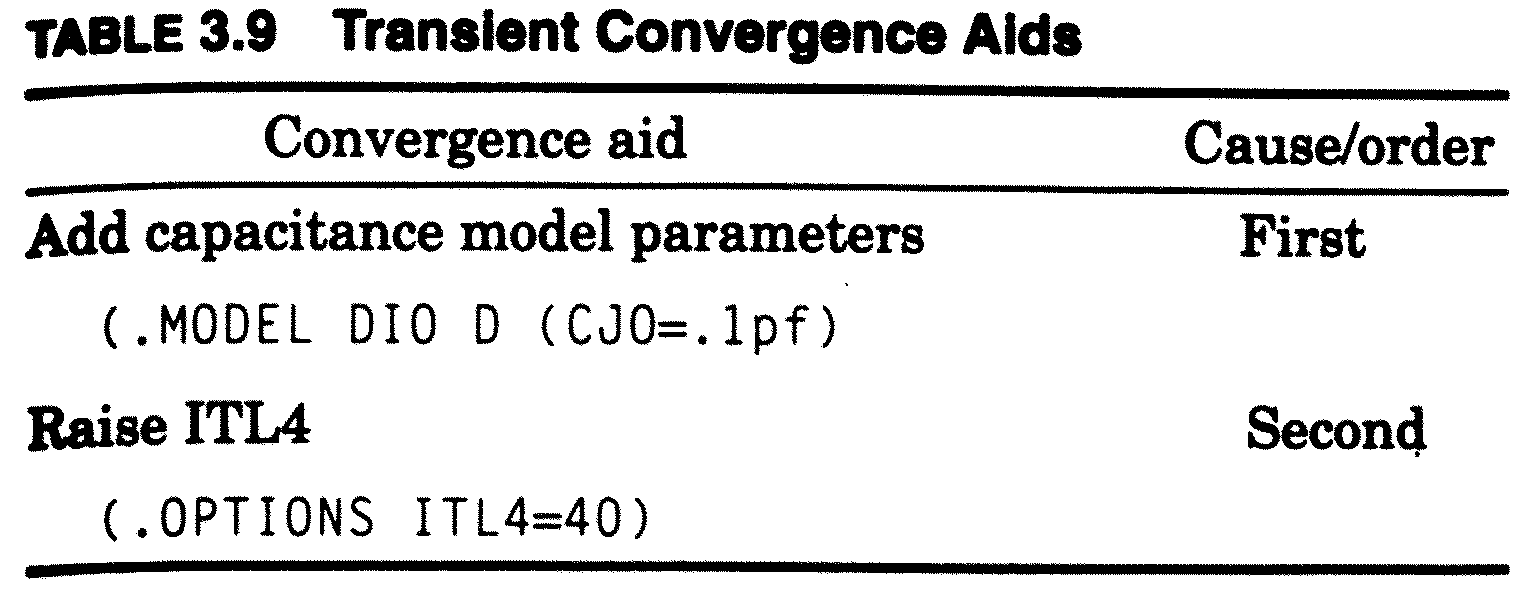 TABLE 3.9 Transient Convergence Aids
Convergence aid Cause/order
Add capacitance model parameters First
(.MODEL DIO D (CJO=.1pf)
Raise ITL4 Second
(.OPTIONS ITL4=40)